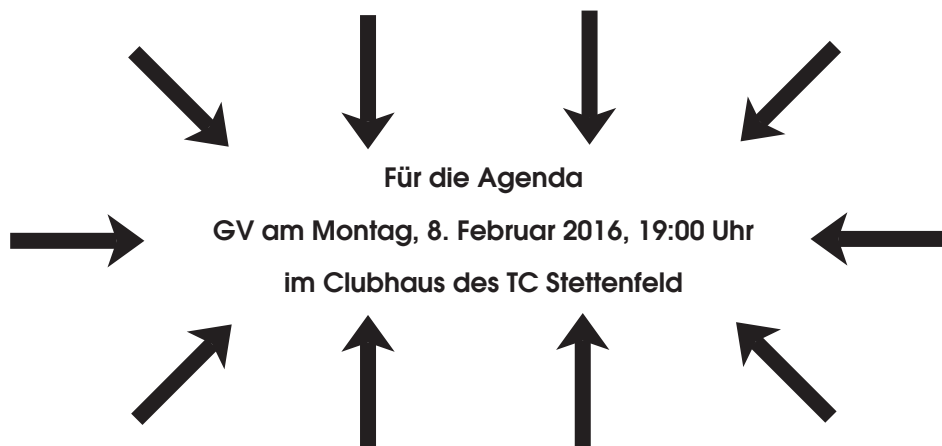 Für die Agenda
GV am Montag, 8. Februar 2016, 19:00 Uhr
im Clubhaus des TC Stettenfeld